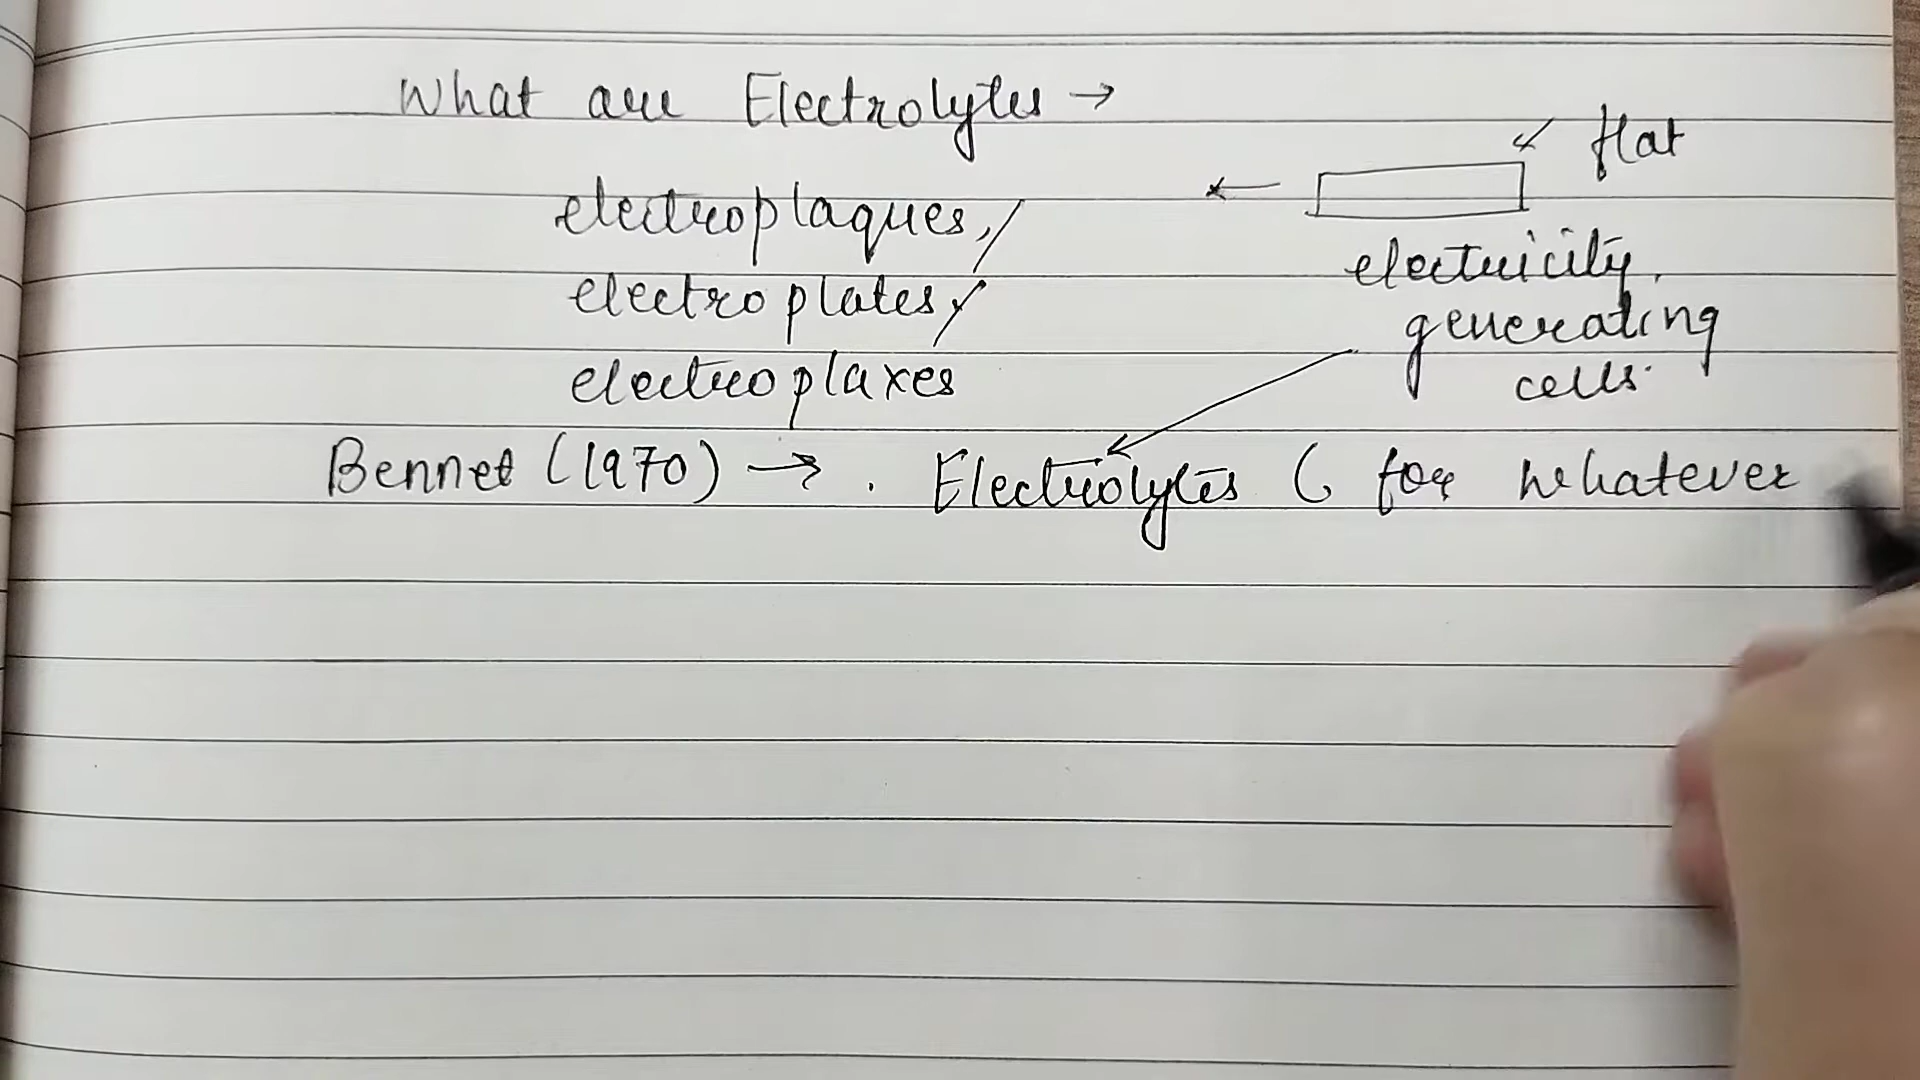 What are Electrolytes →
← flat
electroplaques, /
electricity
electroplates /
generating
electroplaxes
cells.
Bennet (1970) → . Electrolytes ( for whatever